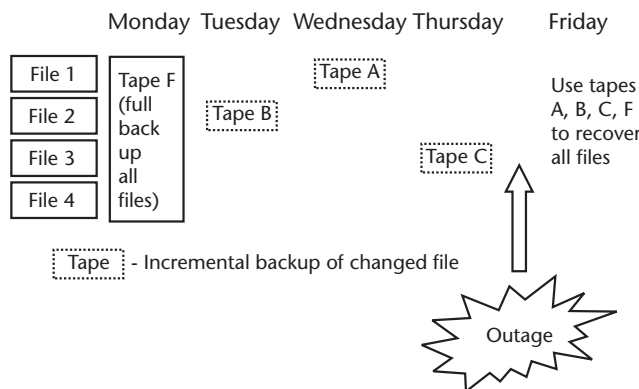 Monday Tuesday Wednesday Thursday Friday
File 1
File 2
File 3
File 4
Tape F
(full
back
up
all
files)
Tape B
Tape A
Tape C
Use tapes
A, B, C, F
to recover
all files
Tape - Incremental backup of changed file
Outage